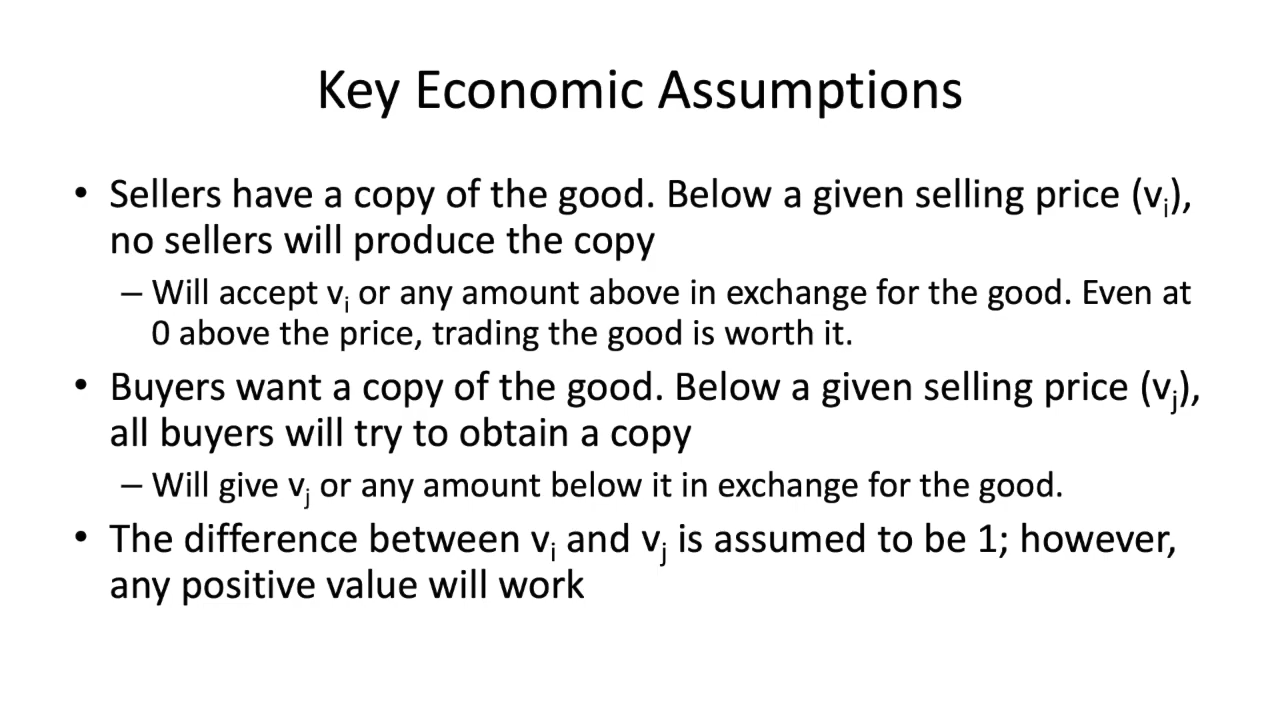 Key Economic Assumptions
• Sellers have a copy of the good. Below a given selling price (vi),
no sellers will produce the copy
– Will accept vi or any amount above in exchange for the good. Even at
0 above the price, trading the good is worth it.
• Buyers want a copy of the good. Below a given selling price (vj),
all buyers will try to obtain a copy
– Will give vj or any amount below it in exchange for the good.
• The difference between vi and vj is assumed to be 1; however,
any positive value will work